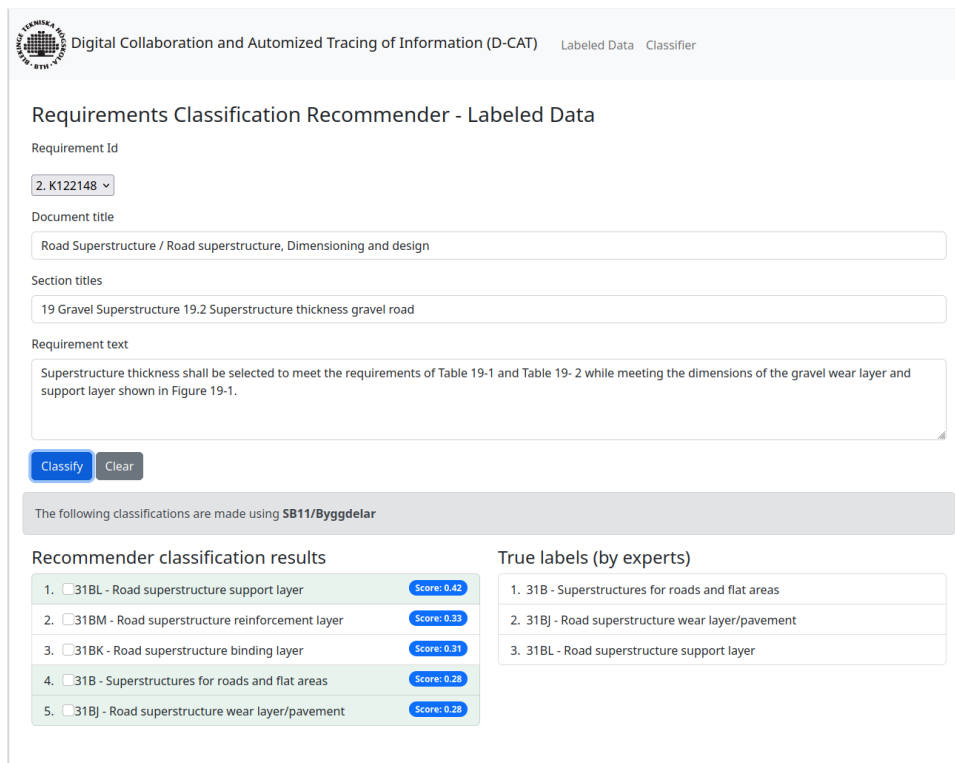 BLEKINGE TEKNISKA HÖGSKOLA · BTH ·
Digital Collaboration and Automized Tracing of Information (D-CAT) Labeled Data Classifier
Requirements Classification Recommender - Labeled Data
Requirement Id
2. K122148
Document title
Road Superstructure / Road superstructure, Dimensioning and design
Section titles
19 Gravel Superstructure 19.2 Superstructure thickness gravel road
Requirement text
Superstructure thickness shall be selected to meet the requirements of Table 19-1 and Table 19- 2 while meeting the dimensions of the gravel wear layer and
support layer shown in Figure 19-1.
Classify Clear
The following classifications are made using SB11/Byggdelar
Recommender classification results
1. 31BL - Road superstructure support layer Score: 0.42
2. 31BM - Road superstructure reinforcement layer Score: 0.33
3. 31BK - Road superstructure binding layer Score: 0.31
4. 31B - Superstructures for roads and flat areas Score: 0.28
5. 31BJ - Road superstructure wear layer/pavement Score: 0.28
True labels (by experts)
1. 31B - Superstructures for roads and flat areas
2. 31BJ - Road superstructure wear layer/pavement
3. 31BL - Road superstructure support layer